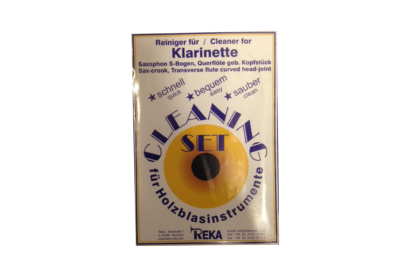 Reiniger für / Cleaner for
Klarinette
Saxophon S-Bogen, Querflöte geb. Kopfstück
Sax-crook, Transverse flute curved head-joint
schnell
quick
bequem
easy
sauber
clean
CLEANING
SET
für Holzblasinstrumente
REKA